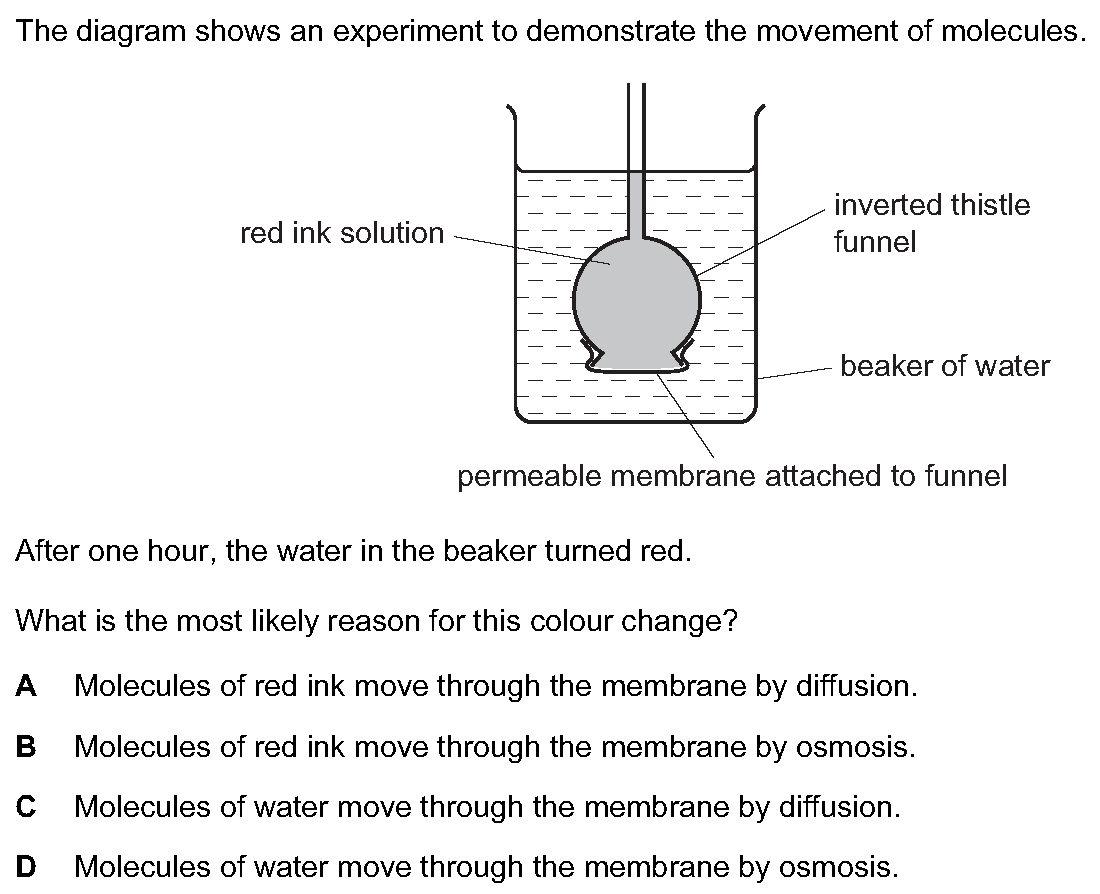 The diagram shows an experiment to demonstrate the movement of molecules.
red ink solution
inverted thistle
funnel
beaker of water
permeable membrane attached to funnel
After one hour, the water in the beaker turned red.
What is the most likely reason for this colour change?
A Molecules of red ink move through the membrane by diffusion.
B Molecules of red ink move through the membrane by osmosis.
C Molecules of water move through the membrane by diffusion.
D Molecules of water move through the membrane by osmosis.